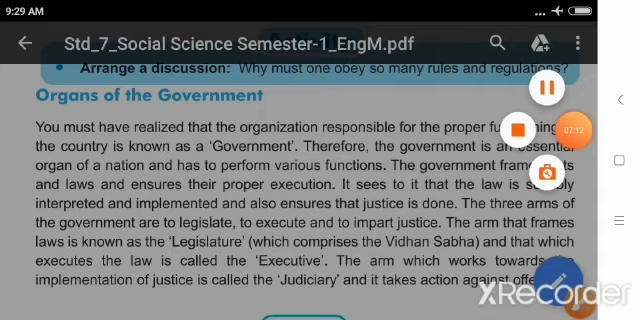 9:29 AM
Std_7_Social Science Semester-1_EngM.pdf
Arrange a discussion: Why must one obey so many rules and regulations?
Organs of the Government
07:12
You must have realized that the organization responsible for the proper
the country is known as a 'Government'. Therefore, the government is an essential
organ of a nation and has to perform various functions. The government
and laws and ensures their proper execution. It sees to it that the law is
interpreted and implemented and also ensures that justice is done. The three arms of
the government are to legislate, to execute and to impart justice. The arm that frames
laws is known as the 'Legislature' (which comprises the Vidhan Sabha) and that which
executes the law is called the 'Executive'. The arm which works towards
implementation of justice is called the 'Judiciary' and it takes action against
XRecorder